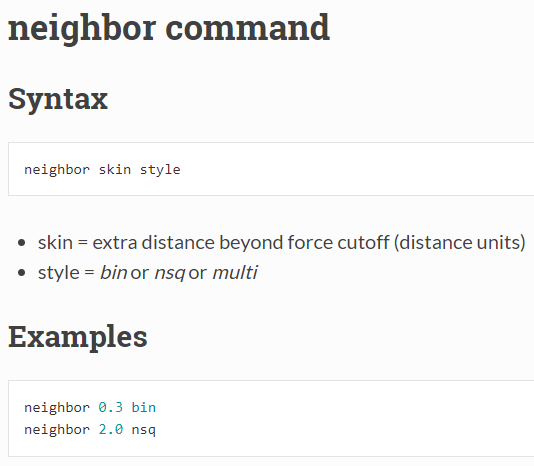 neighbor command
Syntax
neighbor skin style
• skin = extra distance beyond force cutoff (distance units)
• style = bin or nsq or multi
Examples
neighbor 0.3 bin
neighbor 2.0 nsq